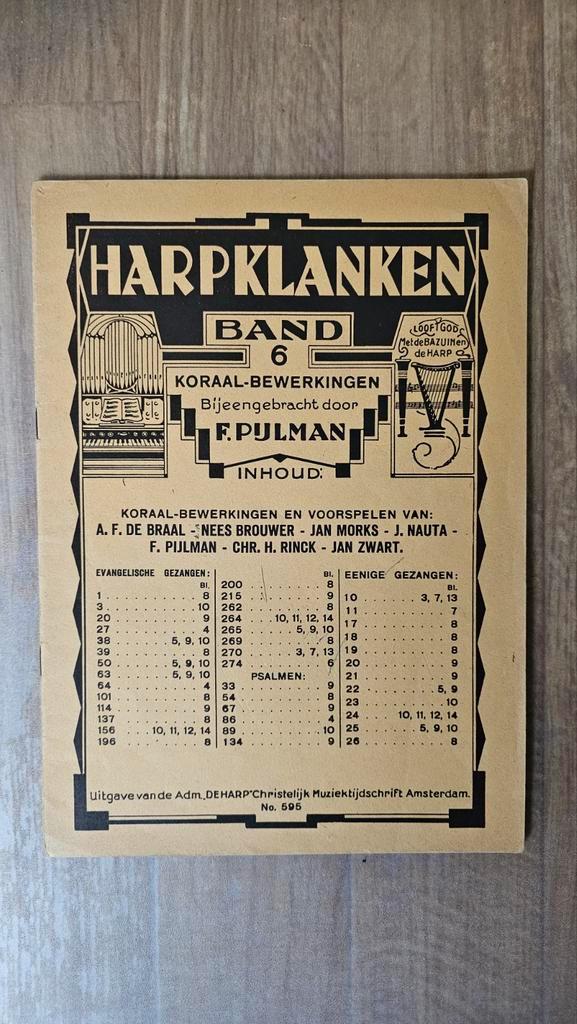 HARPKLANKEN
BAND
6
KORAAL-BEWERKINGEN
Bijeengebracht door
F. PIJLMAN
INHOUD:
LOOFT GOD
Met de BAZUIN en
de HARP
KORAAL-BEWERKINGEN EN VOORSPELEN VAN:
A. F. DE BRAAL - NEES BROUWER - JAN MORKS - J. NAUTA -
F. PIJLMAN - CHR. H. RINCK - JAN ZWART.
EVANGELISCHE GEZANGEN:
Bl.
1 . . . . . . . . 8
3 . . . . . . . . 10
20 . . . . . . . . 9
27 . . . . . . . . 4
38 . . . . . 5, 9, 10
39 . . . . . . . . 8
50 . . . . . 5, 9, 10
63 . . . . . 5, 9, 10
64 . . . . . . . . 4
101 . . . . . . . . 8
114 . . . . . . . . 9
137 . . . . . . . . 8
156 . . . 10, 11, 12, 14
196 . . . . . . . . 8
Bl.
200 . . . . . . . . 8
215 . . . . . . . . 9
262 . . . . . . . . 8
264 . . . 10, 11, 12, 14
265 . . . . . 5, 9, 10
269 . . . . . . . . 8
270 . . . . . 3, 7, 13
274 . . . . . . . . 6
PSALMEN:
33 . . . . . . . . 9
54 . . . . . . . . 8
67 . . . . . . . . 9
86 . . . . . . . . 4
89 . . . . . . . . 10
134 . . . . . . . . 9
EENIGE GEZANGEN:
Bl.
10 . . . . . 3, 7, 13
11 . . . . . . . . 7
17 . . . . . . . . 8
18 . . . . . . . . 8
19 . . . . . . . . 8
20 . . . . . . . . 9
21 . . . . . . . . 9
22 . . . . . . 5, 9
23 . . . . . . . . 10
24 . . . 10, 11, 12, 14
25 . . . . . 5, 9, 10
26 . . . . . . . . 8
Uitgave van de Adm. „DE HARP" Christelijk Muziektijdschrift Amsterdam.
No. 595